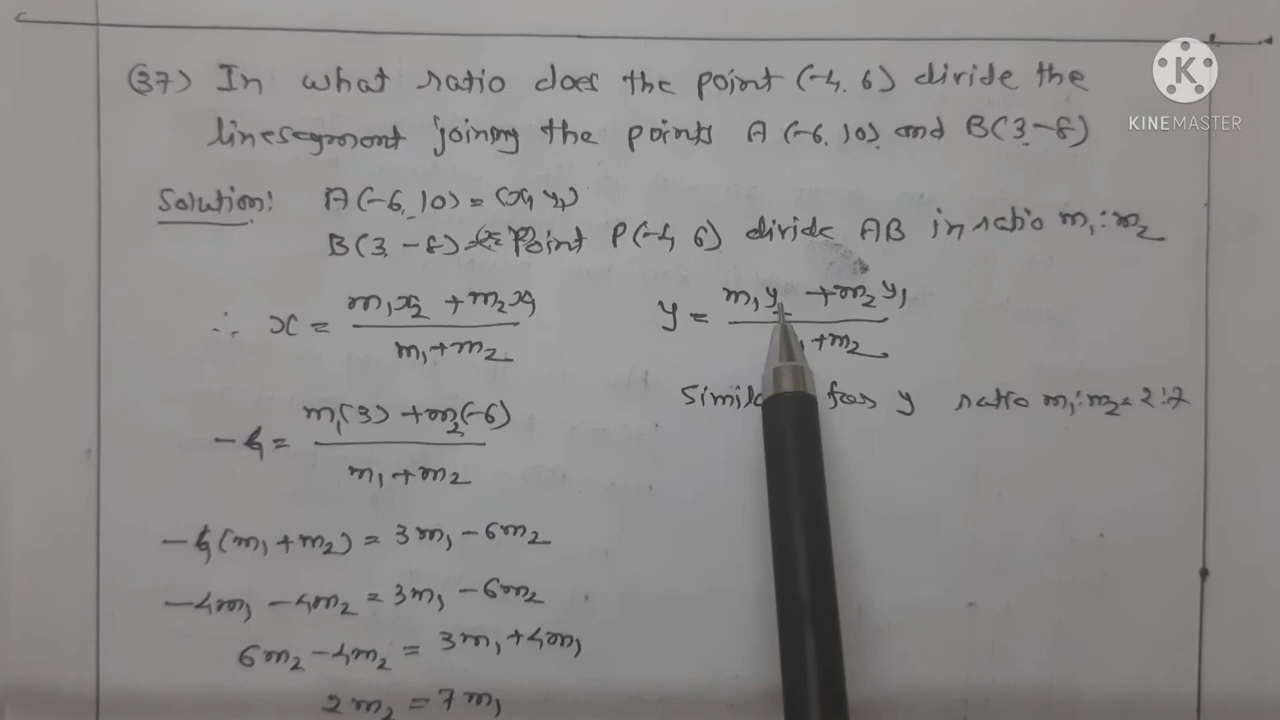 (37) In what ratio does the point (-4, 6) divide the
linesegment joining the points A (-6, 10) and B(3, -8)
KINEMASTER
Solution: A(-6, 10) = (x1, y1)
B(3, -8) = Point P(-4, 6) divide AB in ratio m₁:m₂
∴ x = m₁x₂ + m₂x₁ / m₁+m₂
y = m₁y₂ + m₂y₁ / +m₂
for y ratio m₁:m₂ = 2:7
-4 = m₁(3) + m₂(-6) / m₁+m₂
-4(m₁+m₂) = 3m₁ - 6m₂
-4m₁ - 4m₂ = 3m₁ - 6m₂
6m₂ - 4m₂ = 3m₁ + 4m₁
2m₂ = 7m₁